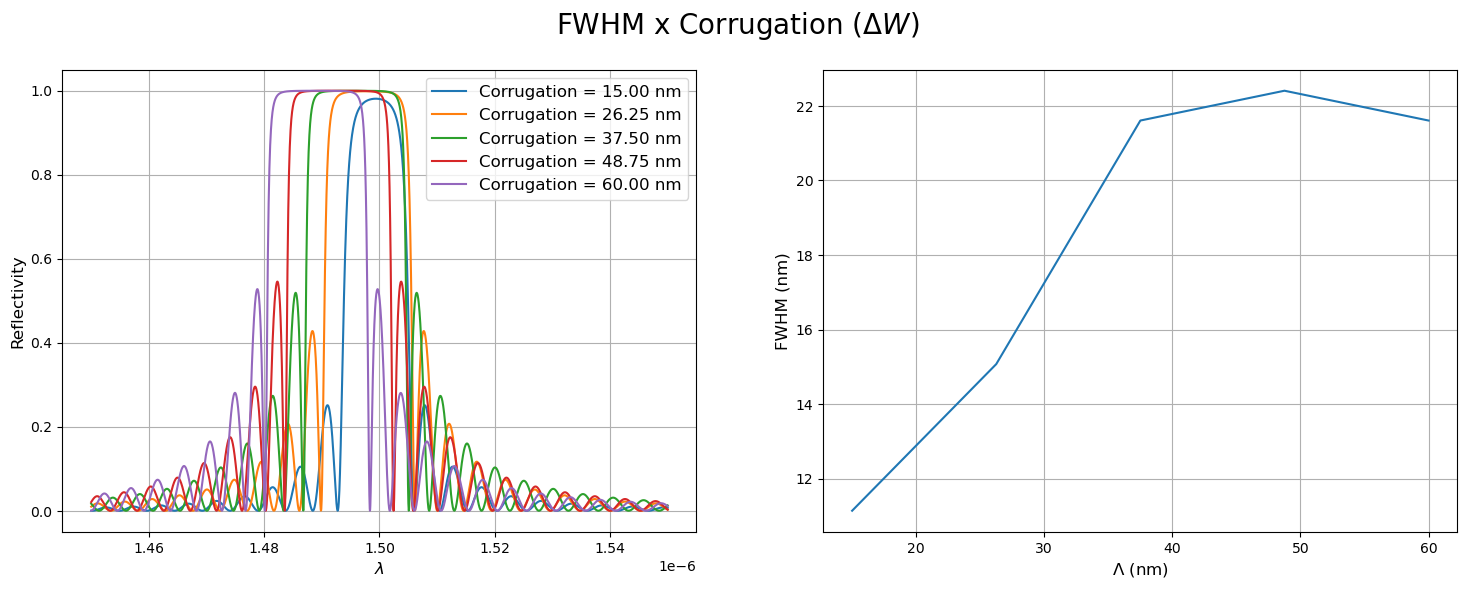 FWHM x Corrugation (ΔW)
Reflectivity
1.0
0.8
0.6
0.4
0.2
0.0
1.46
1.48
1.50
1.52
1.54
1e−6
λ
Corrugation = 15.00 nm
Corrugation = 26.25 nm
Corrugation = 37.50 nm
Corrugation = 48.75 nm
Corrugation = 60.00 nm
FWHM (nm)
22
20
18
16
14
12
20
30
40
50
60
Λ (nm)